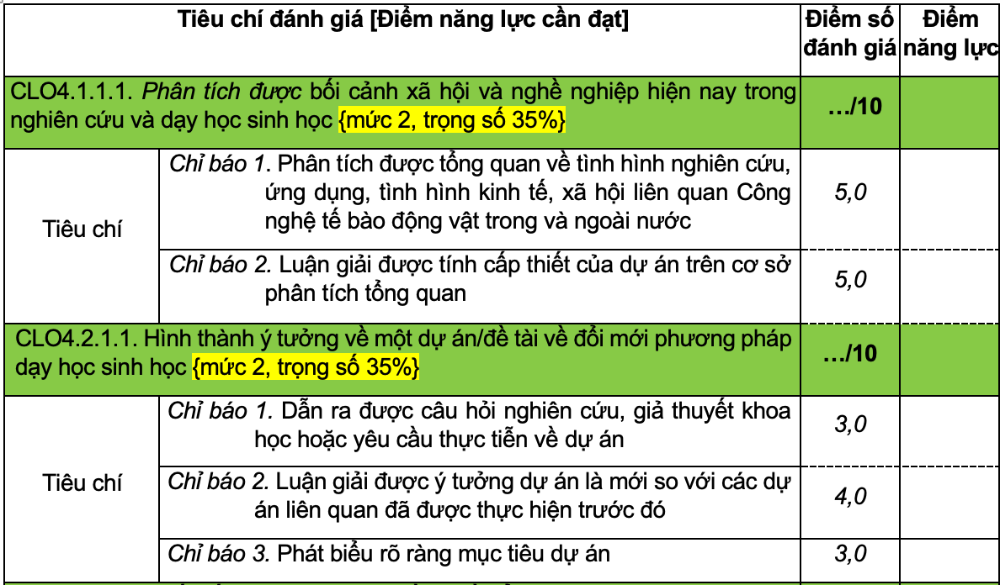 Tiêu chí đánh giá [Điểm năng lực cần đạt]
Điểm số
đánh giá
Điểm
năng lực
CLO4.1.1.1. Phân tích được bối cảnh xã hội và nghề nghiệp hiện nay trong
nghiên cứu và dạy học sinh học {mức 2, trọng số 35%}
…/10
Tiêu chí
Chỉ báo 1. Phân tích được tổng quan về tình hình nghiên cứu,
ứng dụng, tình hình kinh tế, xã hội liên quan Công
nghệ tế bào động vật trong và ngoài nước
5,0
Chỉ báo 2. Luận giải được tính cấp thiết của dự án trên cơ sở
phân tích tổng quan
5,0
CLO4.2.1.1. Hình thành ý tưởng về một dự án/đề tài về đổi mới phương pháp
dạy học sinh học {mức 2, trọng số 35%}
…/10
Tiêu chí
Chỉ báo 1. Dẫn ra được câu hỏi nghiên cứu, giả thuyết khoa
học hoặc yêu cầu thực tiễn về dự án
3,0
Chỉ báo 2. Luận giải được ý tưởng dự án là mới so với các dự
án liên quan đã được thực hiện trước đó
4,0
Chỉ báo 3. Phát biểu rõ ràng mục tiêu dự án
3,0